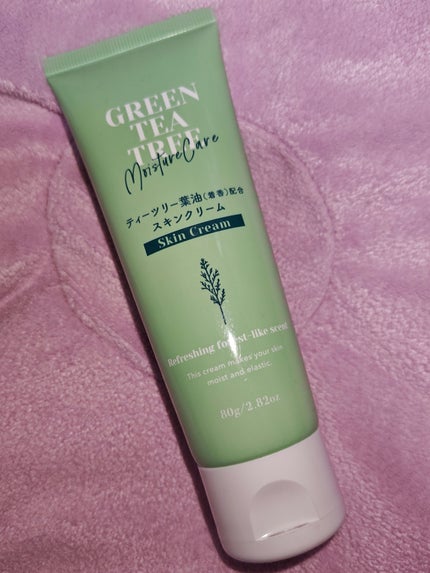 GREEN
TEA
TREE
Moisture Care
ティーツリー葉油(着香)配合
スキンクリーム
Skin Cream
Refreshing forest-like scent
This cream makes your skin
moist and elastic.
80g/2.82oz